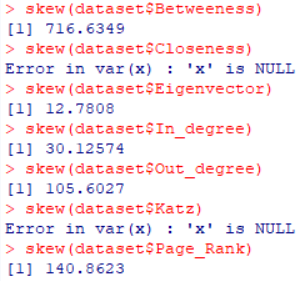 > skew(dataset$Betweeness)
[1] 716.6349
> skew(dataset$Closeness)
Error in var(x) : 'x' is NULL
> skew(dataset$Eigenvector)
[1] 12.7808
> skew(dataset$In_degree)
[1] 30.12574
> skew(dataset$Out_degree)
[1] 105.6027
> skew(dataset$Katz)
Error in var(x) : 'x' is NULL
> skew(dataset$Page_Rank)
[1] 140.8623